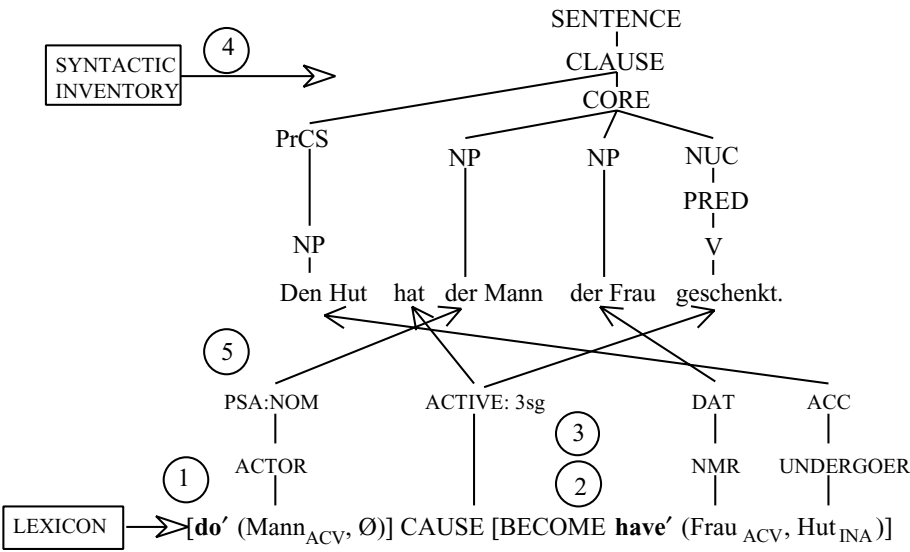 SENTENCE
4
SYNTACTIC
INVENTORY
CLAUSE
CORE
PrCS
NP NP NUC
PRED
NP V
Den Hut hat der Mann der Frau geschenkt.
5
PSA:NOM ACTIVE: 3sg DAT ACC
3
1 ACTOR NMR UNDERGOER
2
LEXICON [do′ (Mann ACV, Ø)] CAUSE [BECOME have′ (Frau ACV, Hut INA)]